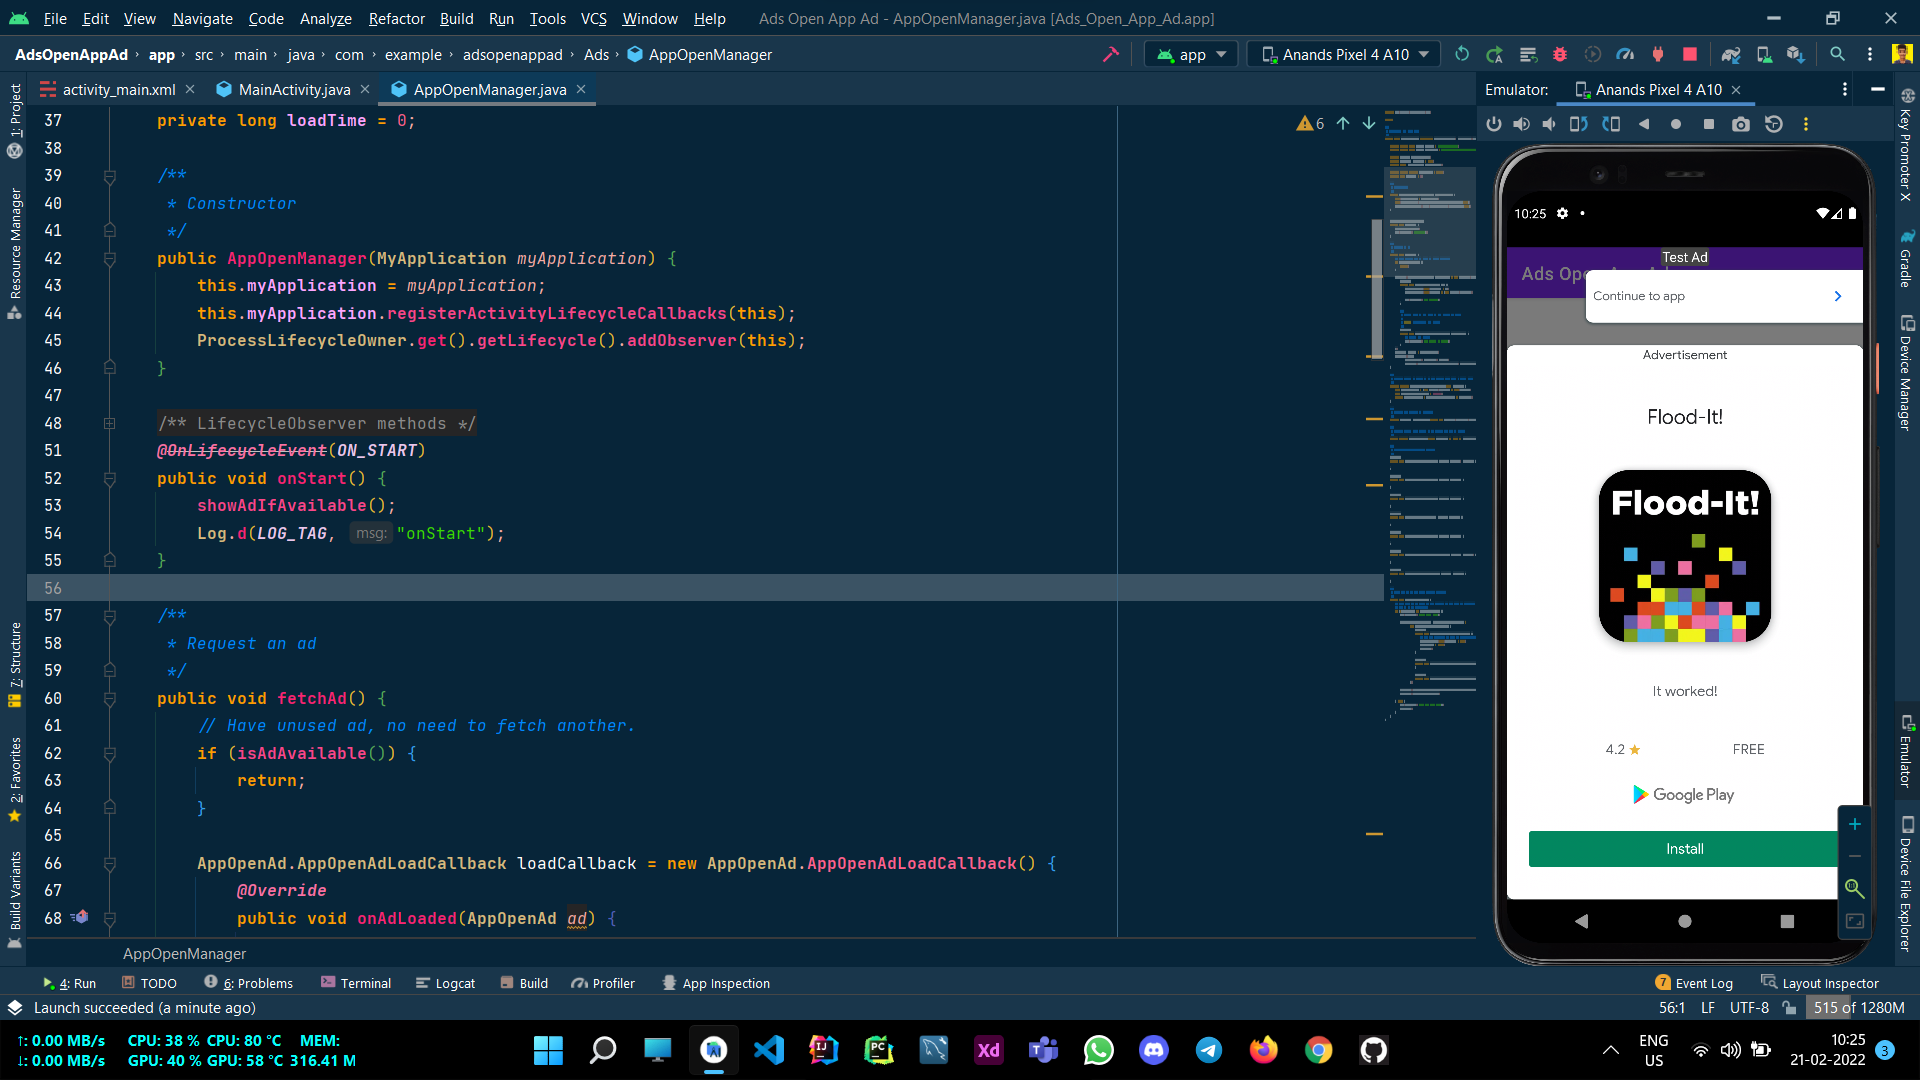 File Edit View Navigate Code Analyze Refactor Build Run Tools VCS Window Help Ads Open App Ad - AppOpenManager.java [Ads_Open_App_Ad.app]
AdsOpenAppAd › app › src › main › java › com › example › adsopenappad › Ads › AppOpenManager
app Anands Pixel 4 A10
activity_main.xml MainActivity.java AppOpenManager.java
Emulator: Anands Pixel 4 A10
6
37 private long loadTime = 0;
38
39 /**
40 * Constructor
41 */
42 public AppOpenManager(MyApplication myApplication) {
43 this.myApplication = myApplication;
44 this.myApplication.registerActivityLifecycleCallbacks(this);
45 ProcessLifecycleOwner.get().getLifecycle().addObserver(this);
46 }
47
48 /** LifecycleObserver methods */
51 @OnLifecycleEvent(ON_START)
52 public void onStart() {
53 showAdIfAvailable();
54 Log.d(LOG_TAG, msg: "onStart");
55 }
56
57 /**
58 * Request an ad
59 */
60 public void fetchAd() {
61 // Have unused ad, no need to fetch another.
62 if (isAdAvailable()) {
63 return;
64 }
65
66 AppOpenAd.AppOpenAdLoadCallback loadCallback = new AppOpenAd.AppOpenAdLoadCallback() {
67 @Override
68 public void onAdLoaded(AppOpenAd ad) {
AppOpenManager
1: Project
Resource Manager
7: Structure
2: Favorites
Build Variants
10:25
Test Ad
Ads Ope
Continue to app
Advertisement
Flood-It!
Flood-It!
It worked!
4.2 FREE
Google Play
Install
Key Promoter X
Gradle
Device Manager
Emulator
Device File Explorer
4: Run TODO 6: Problems Terminal Logcat Build Profiler App Inspection 7 Event Log Layout Inspector
Launch succeeded (a minute ago) 56:1 LF UTF-8 515 of 1280M
↑: 0.00 MB/s CPU: 38 % CPU: 80 °C MEM:
↓: 0.00 MB/s GPU: 40 % GPU: 58 °C 316.41 M
IJ PC Xd
ENG
US
10:25
21-02-2022
3